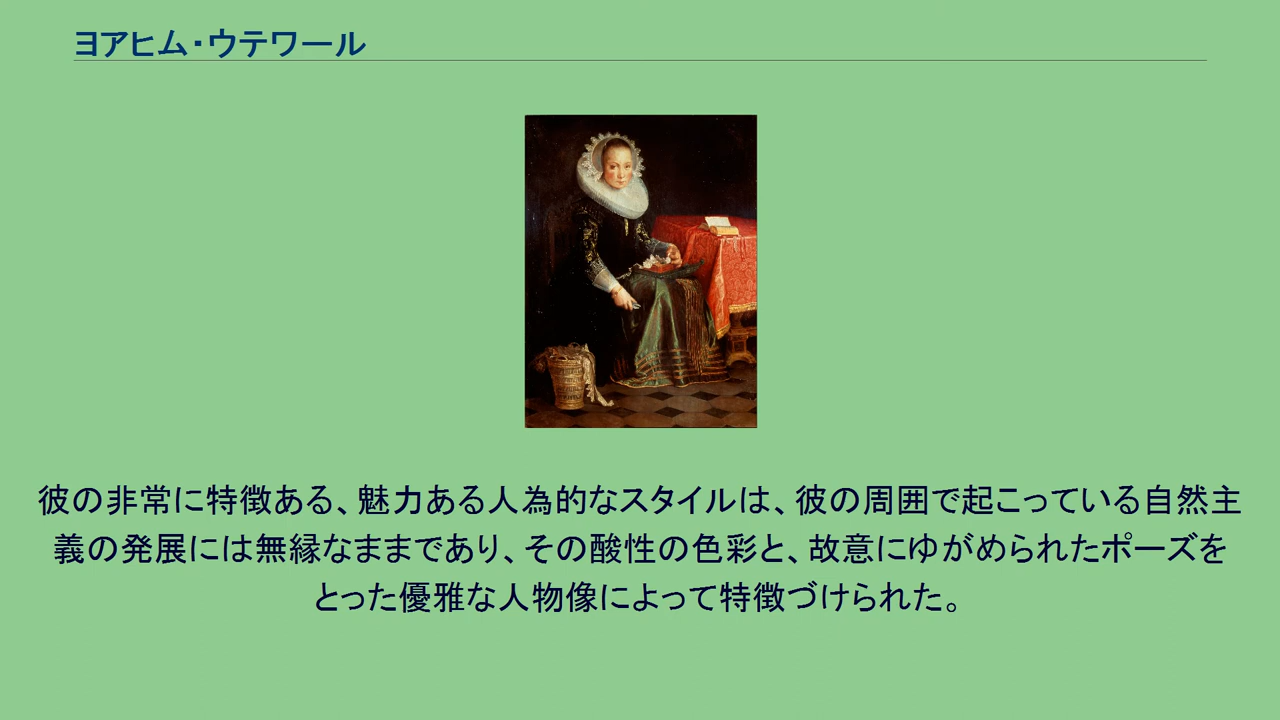 ヨアヒム・ウテワール
彼の非常に特徴ある、魅力ある人為的なスタイルは、彼の周囲で起こっている自然主
義の発展には無縁なままであり、その酸性の色彩と、故意にゆがめられたポーズを
とった優雅な人物像によって特徴づけられた。